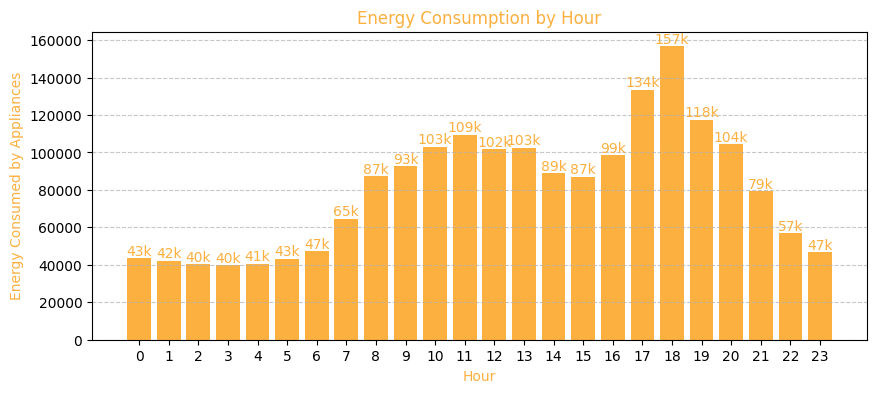 Energy Consumption by Hour
Energy Consumed by Appliances
160000
140000
120000
100000
80000
60000
40000
20000
0
43k 42k 40k 40k 41k 43k 47k 65k 87k 93k 103k 109k 102k 103k 89k 87k 99k 134k 157k 118k 104k 79k 57k 47k
0 1 2 3 4 5 6 7 8 9 10 11 12 13 14 15 16 17 18 19 20 21 22 23
Hour